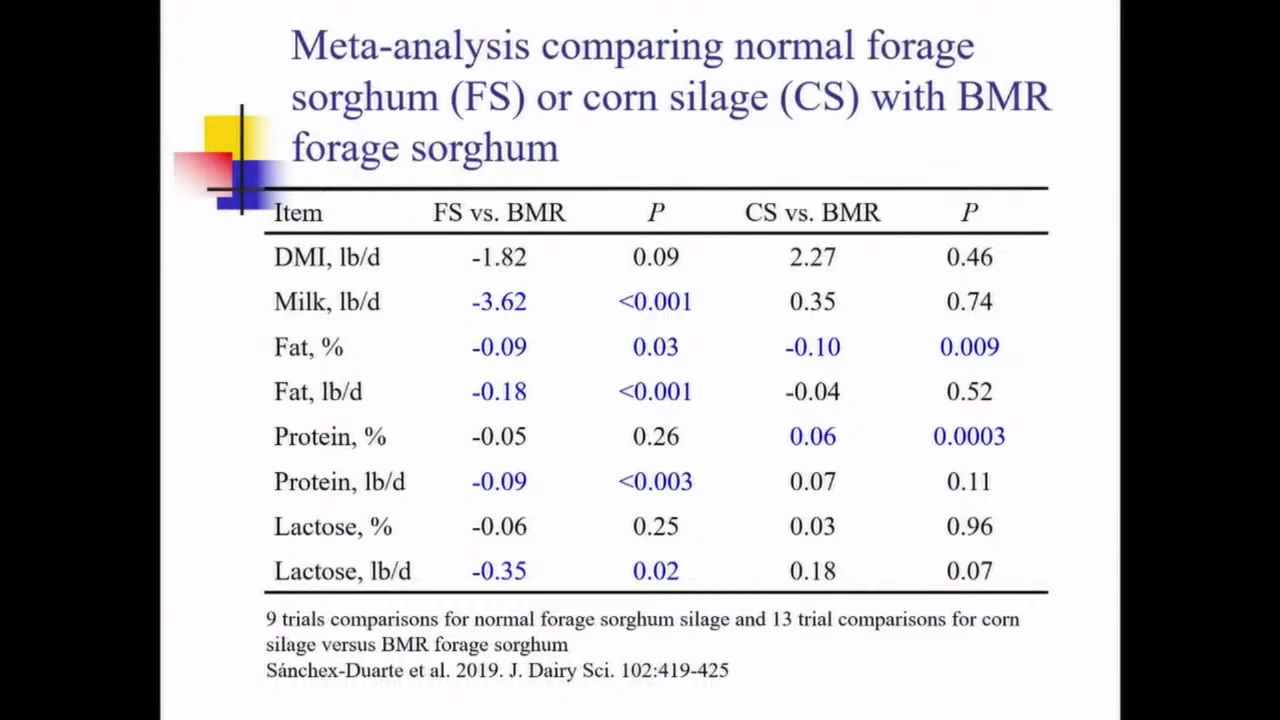 Meta-analysis comparing normal forage
sorghum (FS) or corn silage (CS) with BMR
forage sorghum
Item FS vs. BMR P CS vs. BMR P
DMI, lb/d -1.82 0.09 2.27 0.46
Milk, lb/d -3.62 <0.001 0.35 0.74
Fat, % -0.09 0.03 -0.10 0.009
Fat, lb/d -0.18 <0.001 -0.04 0.52
Protein, % -0.05 0.26 0.06 0.0003
Protein, lb/d -0.09 <0.003 0.07 0.11
Lactose, % -0.06 0.25 0.03 0.96
Lactose, lb/d -0.35 0.02 0.18 0.07
9 trials comparisons for normal forage sorghum silage and 13 trial comparisons for corn
silage versus BMR forage sorghum
Sánchex-Duarte et al. 2019. J. Dairy Sci. 102:419-425